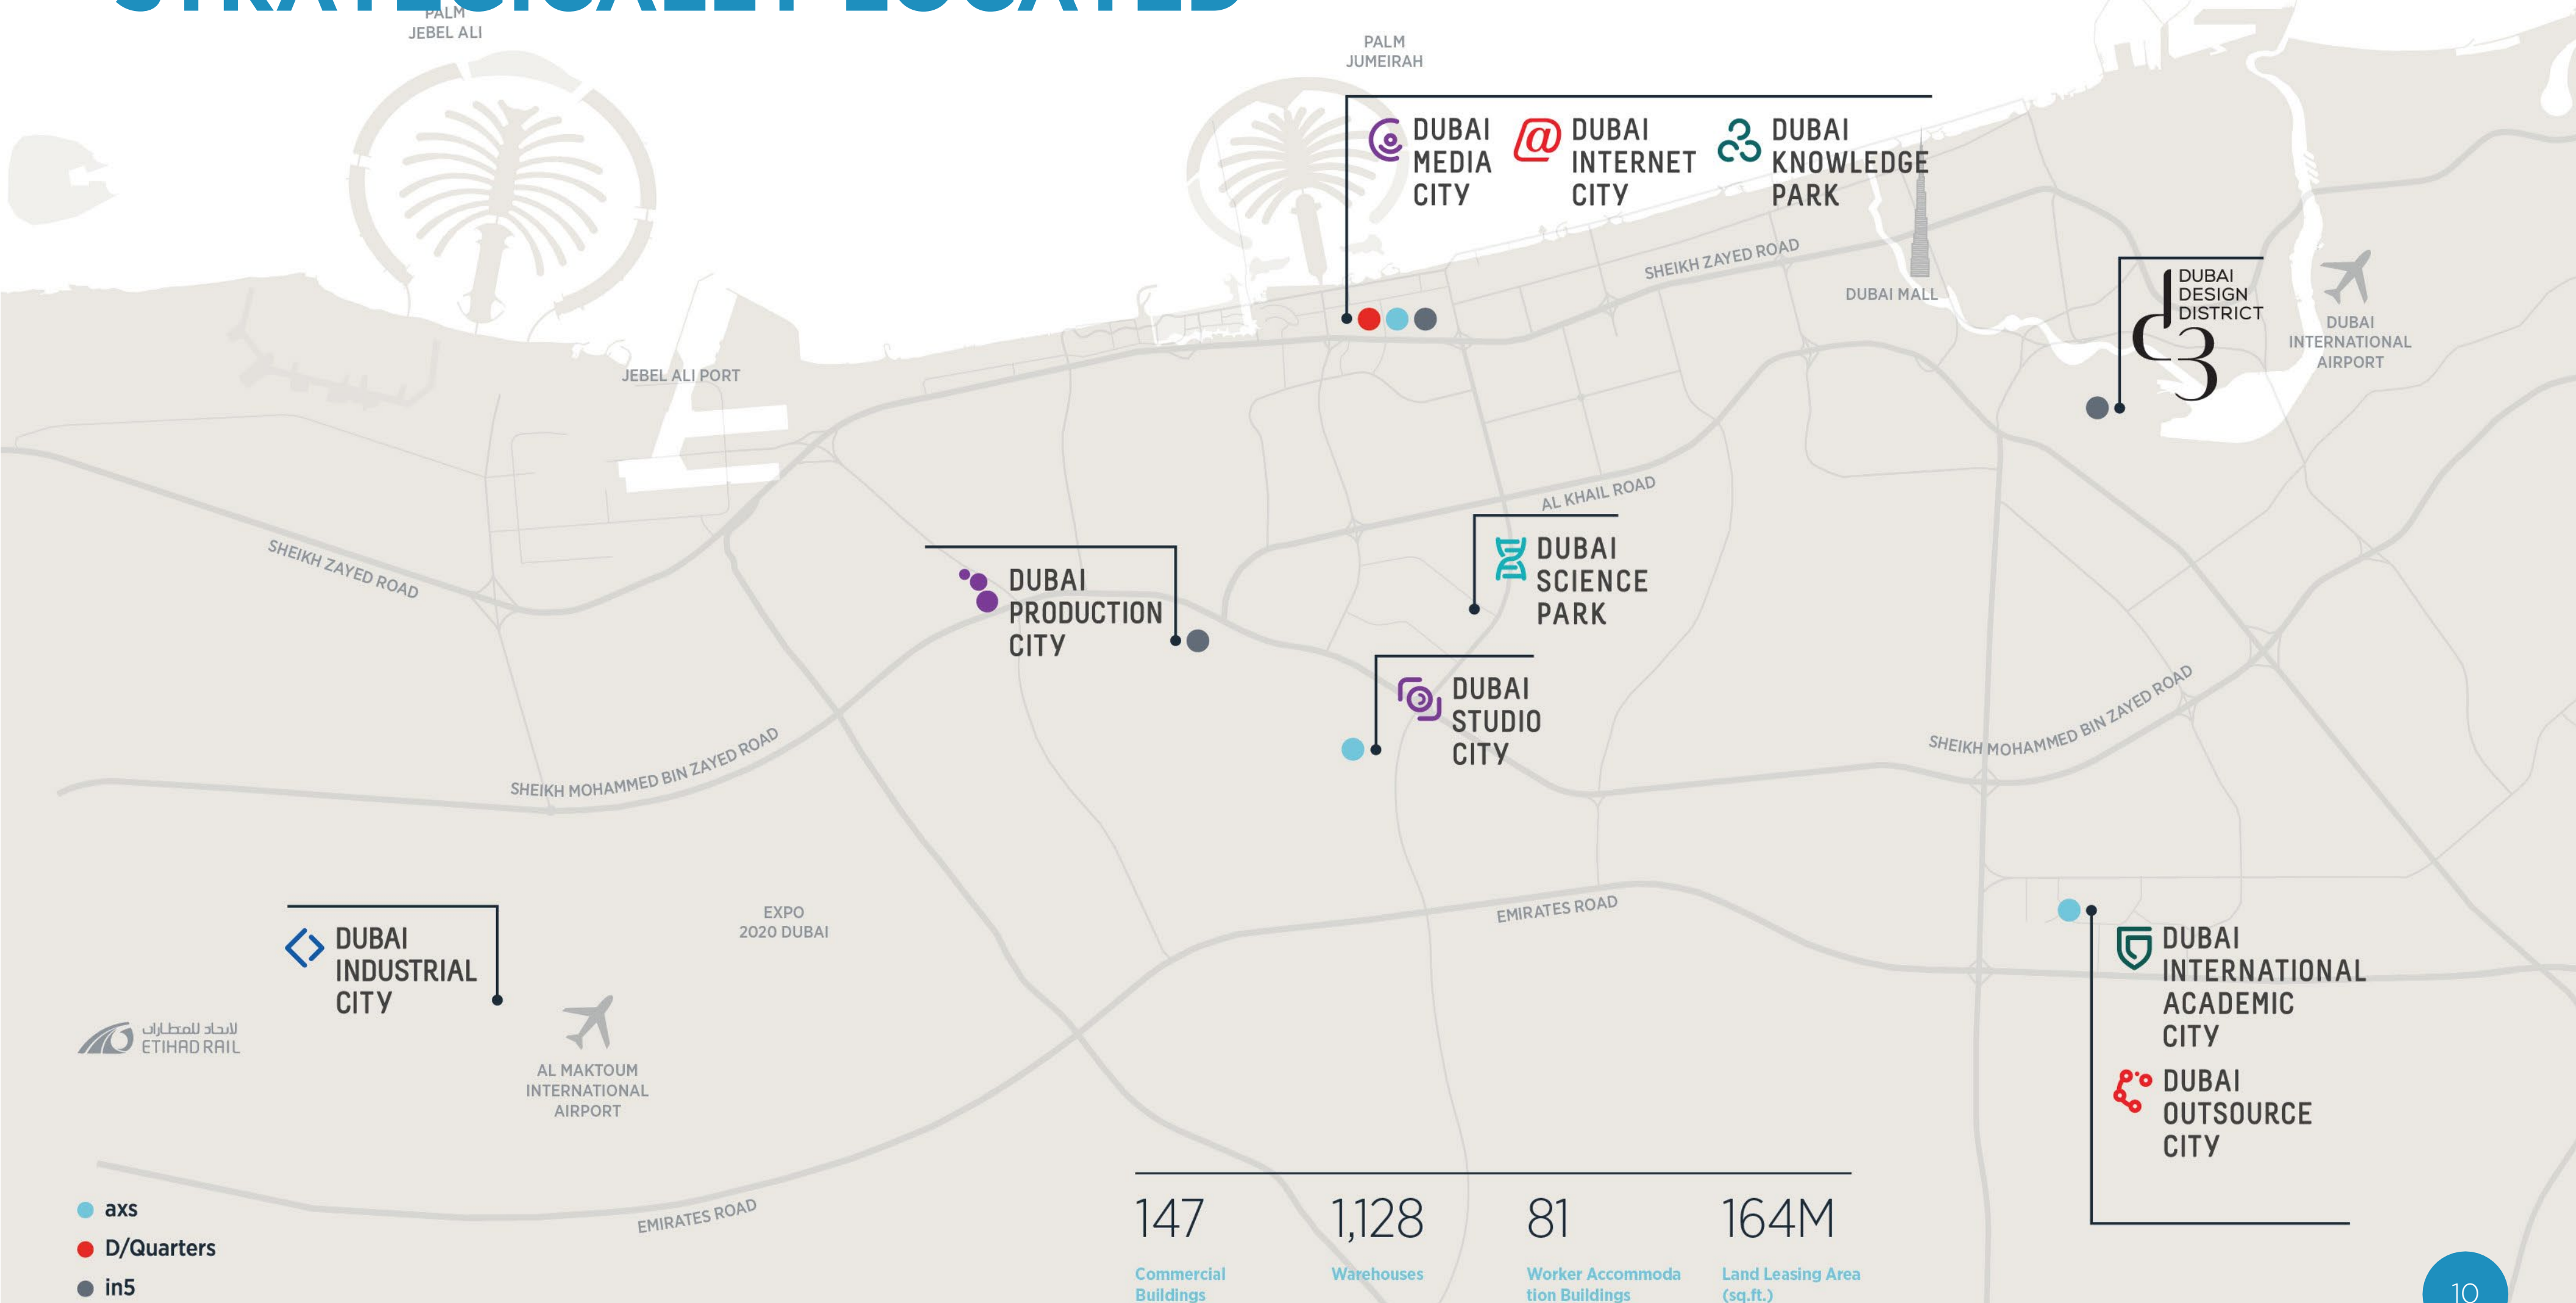 STRATEGICALLY LOCATED
PALM
JEBEL ALI
PALM
JUMEIRAH
DUBAI
MEDIA
CITY
DUBAI
INTERNET
CITY
DUBAI
KNOWLEDGE
PARK
SHEIKH ZAYED ROAD
DUBAI MALL
DUBAI
DESIGN
DISTRICT
d3
DUBAI
INTERNATIONAL
AIRPORT
JEBEL ALI PORT
AL KHAIL ROAD
SHEIKH ZAYED ROAD
DUBAI
PRODUCTION
CITY
DUBAI
SCIENCE
PARK
DUBAI
STUDIO
CITY
SHEIKH MOHAMMED BIN ZAYED ROAD
SHEIKH MOHAMMED BIN ZAYED ROAD
EMIRATES ROAD
EXPO
2020 DUBAI
DUBAI
INDUSTRIAL
CITY
الاتحاد للقطارات
ETIHAD RAIL
AL MAKTOUM
INTERNATIONAL
AIRPORT
DUBAI
INTERNATIONAL
ACADEMIC
CITY
DUBAI
OUTSOURCE
CITY
EMIRATES ROAD
axs
D/Quarters
in5
147
Commercial
Buildings
1,128
Warehouses
81
Worker Accommoda
tion Buildings
164M
Land Leasing Area
(sq.ft.)
10